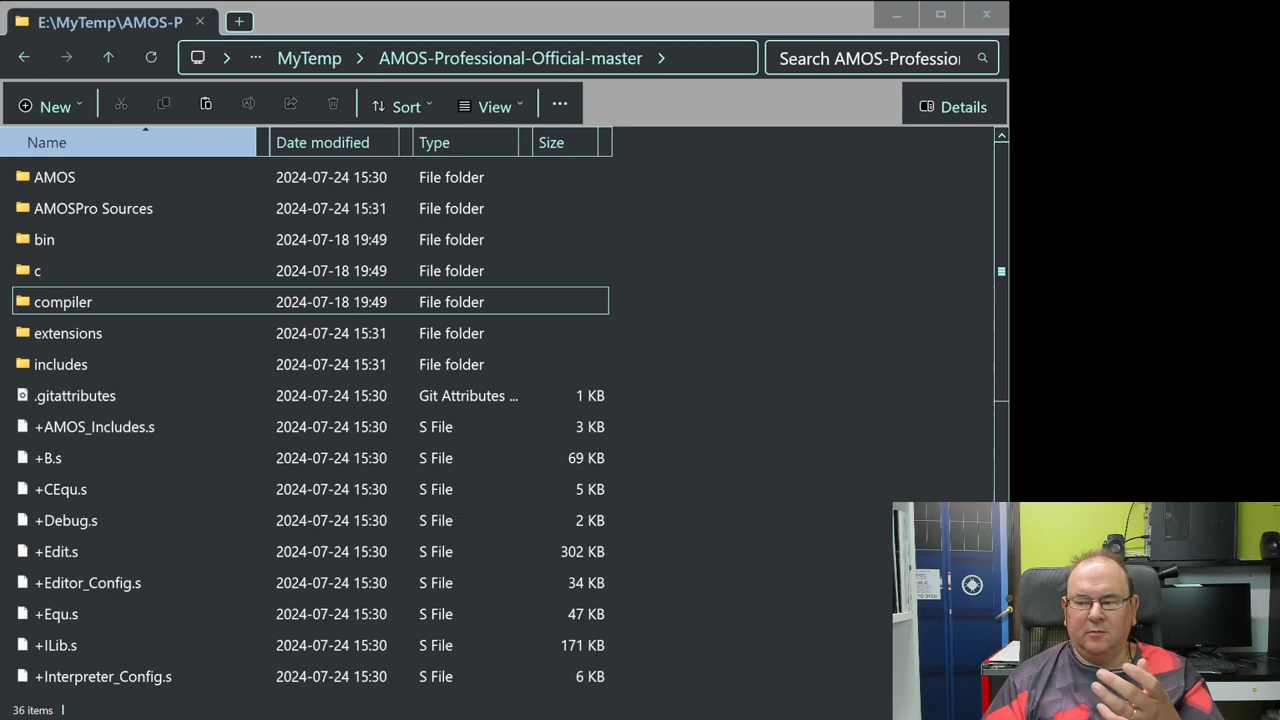 E:\MyTemp\AMOS-P
MyTemp AMOS-Professional-Official-master Search AMOS-Professio
New Sort View Details
Name Date modified Type Size
AMOS 2024-07-24 15:30 File folder
AMOSPro Sources 2024-07-24 15:31 File folder
bin 2024-07-18 19:49 File folder
c 2024-07-18 19:49 File folder
compiler 2024-07-18 19:49 File folder
extensions 2024-07-24 15:31 File folder
includes 2024-07-24 15:31 File folder
.gitattributes 2024-07-24 15:30 Git Attributes ... 1 KB
+AMOS_Includes.s 2024-07-24 15:30 S File 3 KB
+B.s 2024-07-24 15:30 S File 69 KB
+CEqu.s 2024-07-24 15:30 S File 5 KB
+Debug.s 2024-07-24 15:30 S File 2 KB
+Edit.s 2024-07-24 15:30 S File 302 KB
+Editor_Config.s 2024-07-24 15:30 S File 34 KB
+Equ.s 2024-07-24 15:30 S File 47 KB
+ILib.s 2024-07-24 15:30 S File 171 KB
+Interpreter_Config.s 2024-07-24 15:30 S File 6 KB
36 items